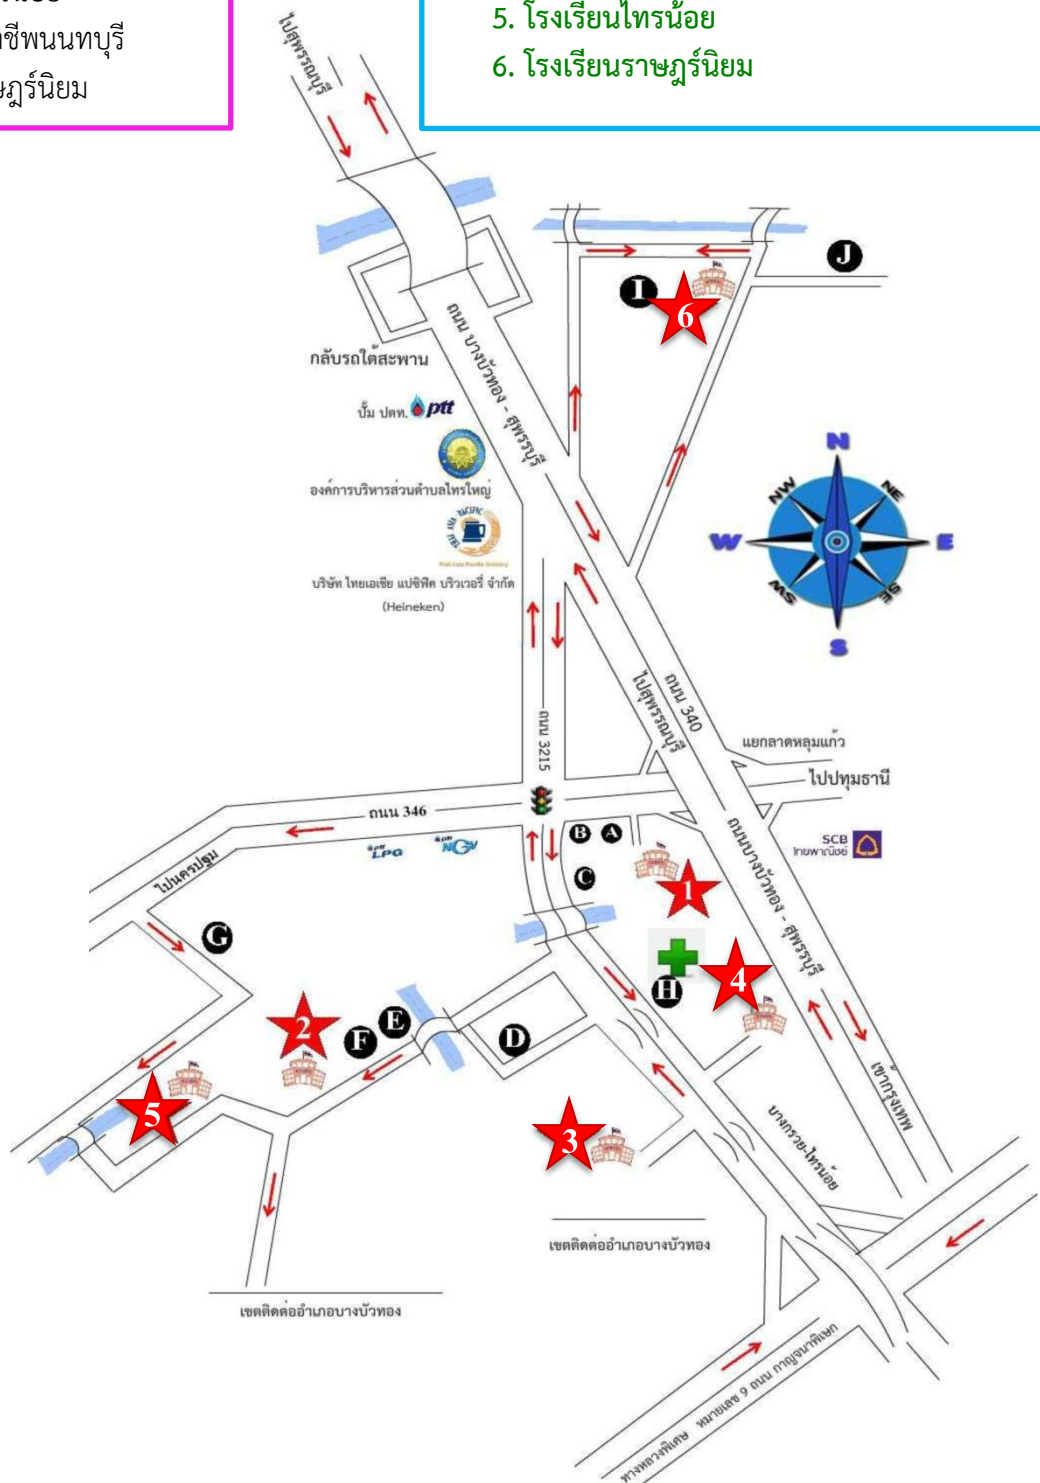 าชีพนนทบุรี
ษฎร์นิยม
5. โรงเรียนไทรน้อย
6. โรงเรียนราษฎร์นิยม
ไปสุพรรณบุรี
J
I
6
ถนน บางบัวทอง - สุพรรบุรี
กลับรถใต้สะพาน
ปั้ม ปตท. ptt
องค์การบริหารส่วนตำบลไทรใหญ่
บริษัท ไทยเอเชีย แปซิฟิค บริวเวอรี่ จำกัด
(Heineken)
N
NW
NE
W
E
SW
SE
S
ถนน 340
ไปสุพรรณบุรี
ถนน 3215
แยกลาดหลุมแก้ว
ไปปทุมธานี
ถนน 346
ptt LPG
ptt NGV
B
A
SCB
ไทยพาณิชย์
ถนนบางบัวทอง - สุพรรบุรี
ไปนครปฐม
C
1
G
4
H
2
F
E
D
5
3
เข้ากรุงเทพ
บางกรวย-ไทรน้อย
เขตติดต่ออำเภอบางบัวทอง
เขตติดต่ออำเภอบางบัวทอง
ทางหลวงพิเศษ หมายเลข 9 ถนน กาญจนาพิเษก